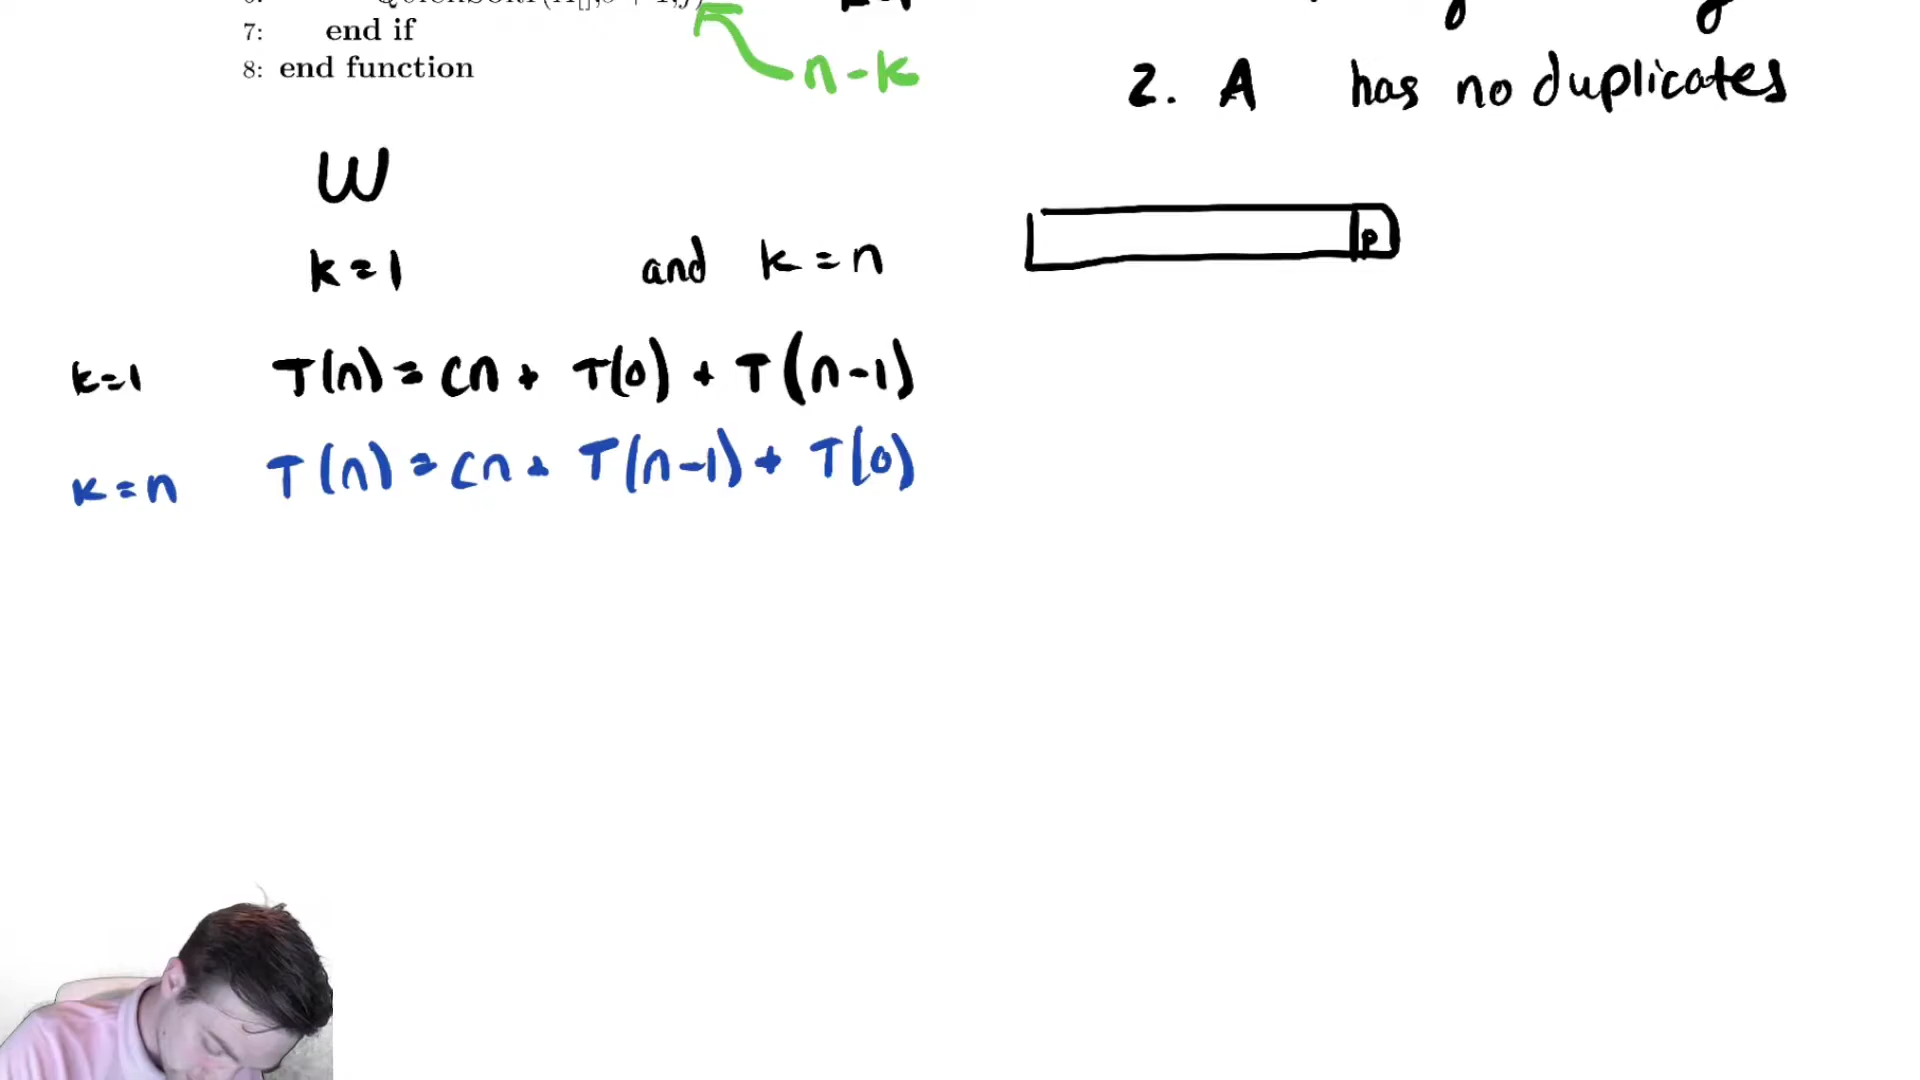 7: end if
8: end function
n-k
2. A has no duplicates
W
k=1 and k=n
p
k=1 T(n)=cn + T(0) + T(n-1)
k=n T(n)=cn + T(n-1) + T(0)